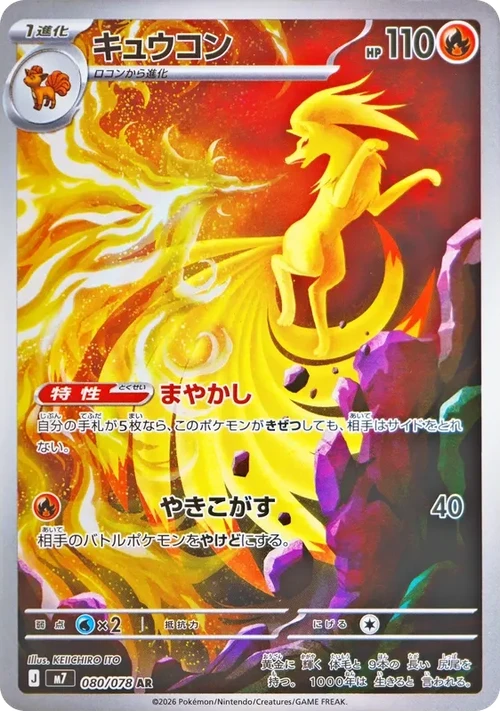 1進化
キュウコン
HP 110
ロコンから進化
特性 とくせい まやかし
自分の手札が5枚なら、このポケモンがきぜつしても、相手はサイドをとれ
ない。
やきこがす 40
相手のバトルポケモンをやけどにする。
弱点 ×2 抵抗力 にげる
Illus. KEIICHIRO ITO
J M7 080/078 AR
黄金に 輝く 体毛と 9本の 長い 尻尾を
持つ。 1000年は 生きると 言われる。
©2026 Pokémon/Nintendo/Creatures/GAME FREAK.